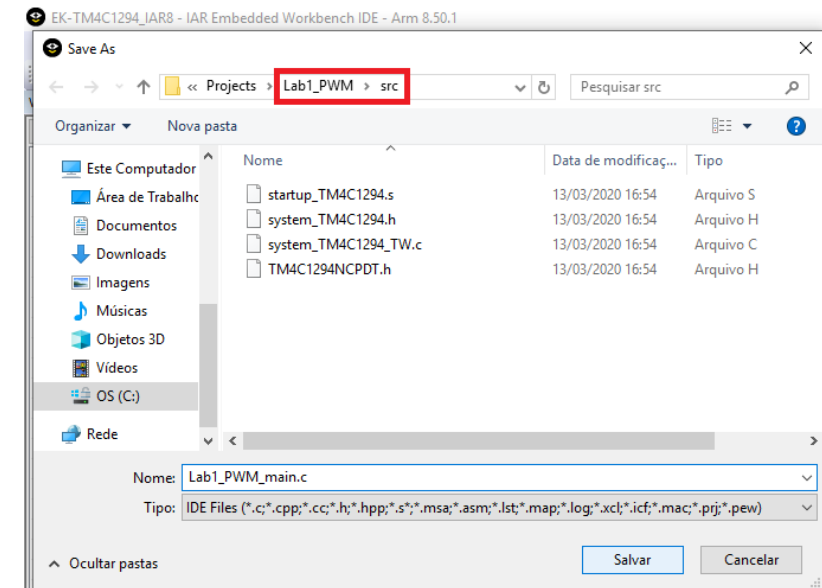 EK-TM4C1294_IAR8 - IAR Embedded Workbench IDE - Arm 8.50.1
Save As
« Projects › Lab1_PWM › src
Pesquisar src
Organizar Nova pasta
Nome Data de modificaç... Tipo
Este Computador
Área de Trabalho
Documentos
Downloads
Imagens
Músicas
Objetos 3D
Vídeos
OS (C:)
Rede
startup_TM4C1294.s 13/03/2020 16:54 Arquivo S
system_TM4C1294.h 13/03/2020 16:54 Arquivo H
system_TM4C1294_TW.c 13/03/2020 16:54 Arquivo C
TM4C1294NCPDT.h 13/03/2020 16:54 Arquivo H
Nome: Lab1_PWM_main.c
Tipo: IDE Files (*.c;*.cpp;*.cc;*.h;*.hpp;*.s*;*.msa;*.asm;*.lst;*.map;*.log;*.xcl;*.icf;*.mac;*.prj;*.pew)
Ocultar pastas
Salvar Cancelar